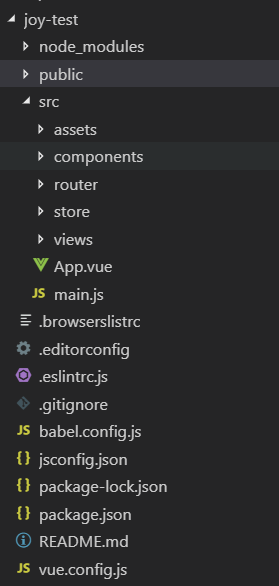 joy-test
node_modules
public
src
assets
components
router
store
views
App.vue
JS main.js
.browserslistrc
.editorconfig
.eslintrc.js
.gitignore
JS babel.config.js
{} jsconfig.json
{} package-lock.json
{} package.json
README.md
JS vue.config.js